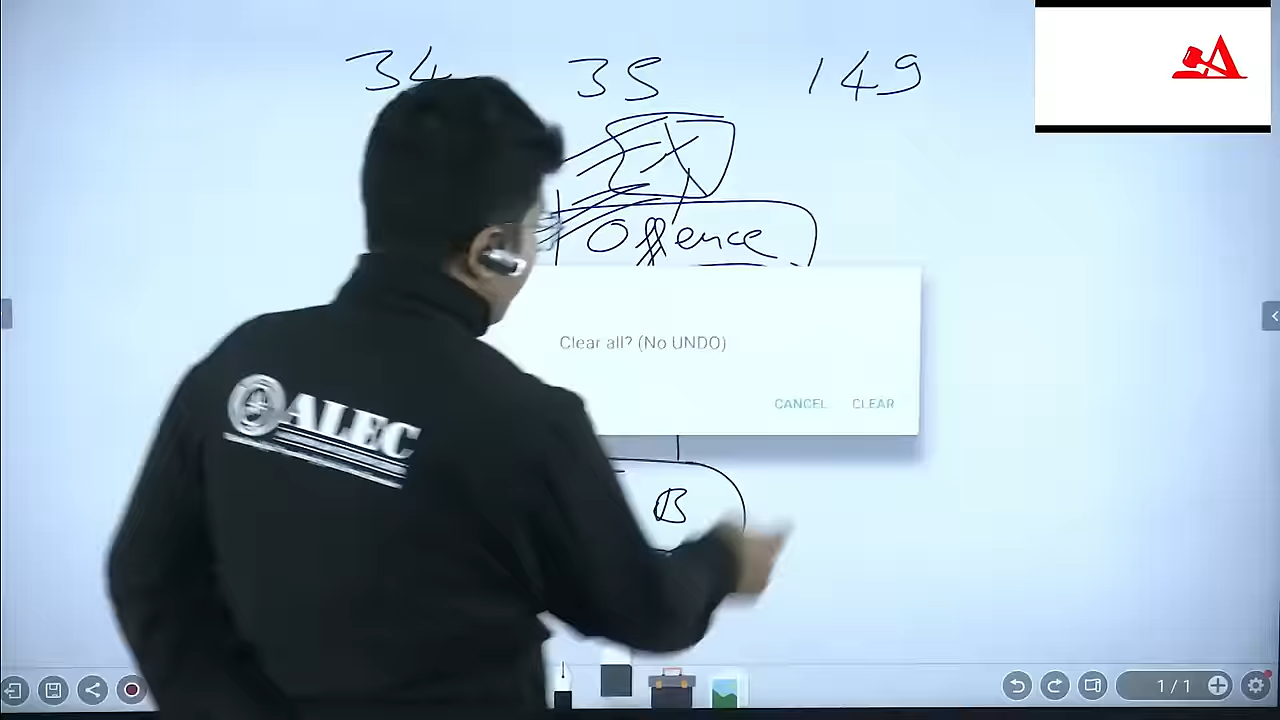 34 35 149
Offence
Clear all? (No UNDO)
CANCEL CLEAR
ALEC
B
1/1